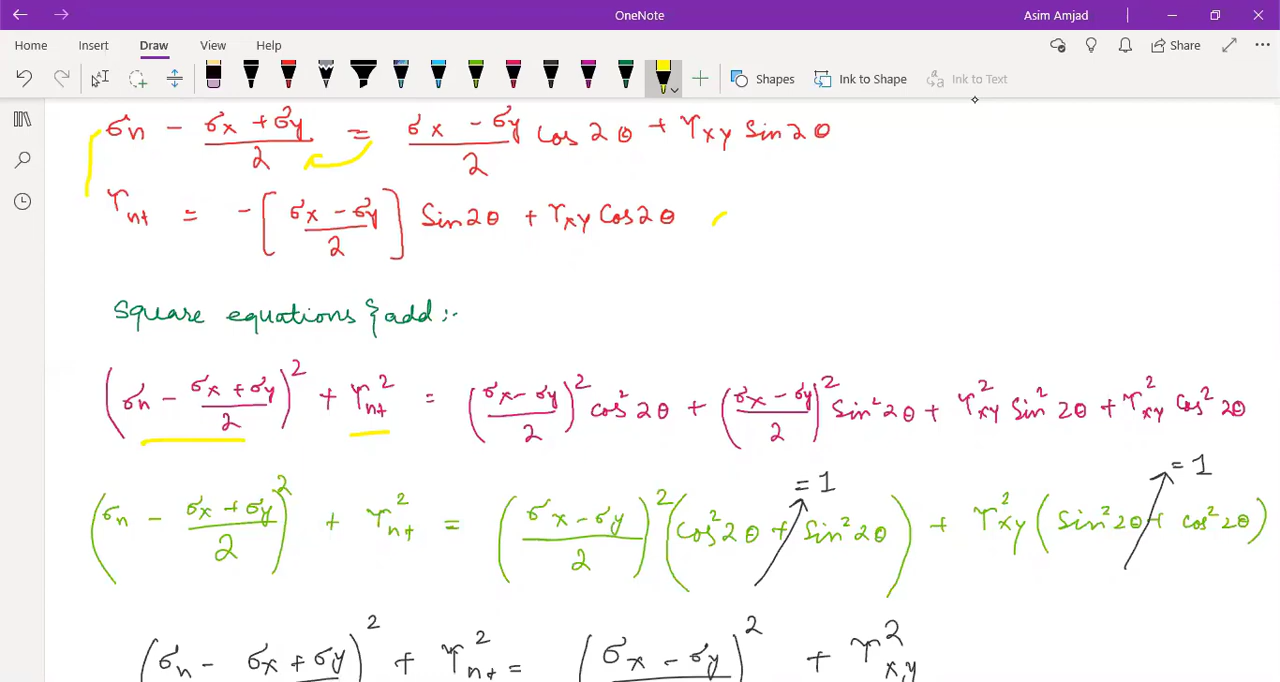 OneNote Asim Amjad
Home Insert Draw View Help Share
Shapes Ink to Shape Ink to Text
σn - (σx + σy)/2 = (σx - σy)/2 cos 2θ + τxy Sin 2θ
τnt = -[(σx - σy)/2] Sin2θ + τxy Cos2θ
Square equations & add :-
(σn - (σx + σy)/2)² + τnt² = ((σx - σy)/2)² cos² 2θ + ((σx - σy)/2)² Sin² 2θ + τ²xy Sin² 2θ + τ²xy Cos² 2θ
= 1 = 1
(σn - (σx + σy)/2)² + τnt² = ((σx - σy)/2)² (cos² 2θ + Sin² 2θ) + τ²xy (Sin² 2θ + cos² 2θ)
(σn - σx + σy)² + τnt² = (σx - σy)² + τ²x,y